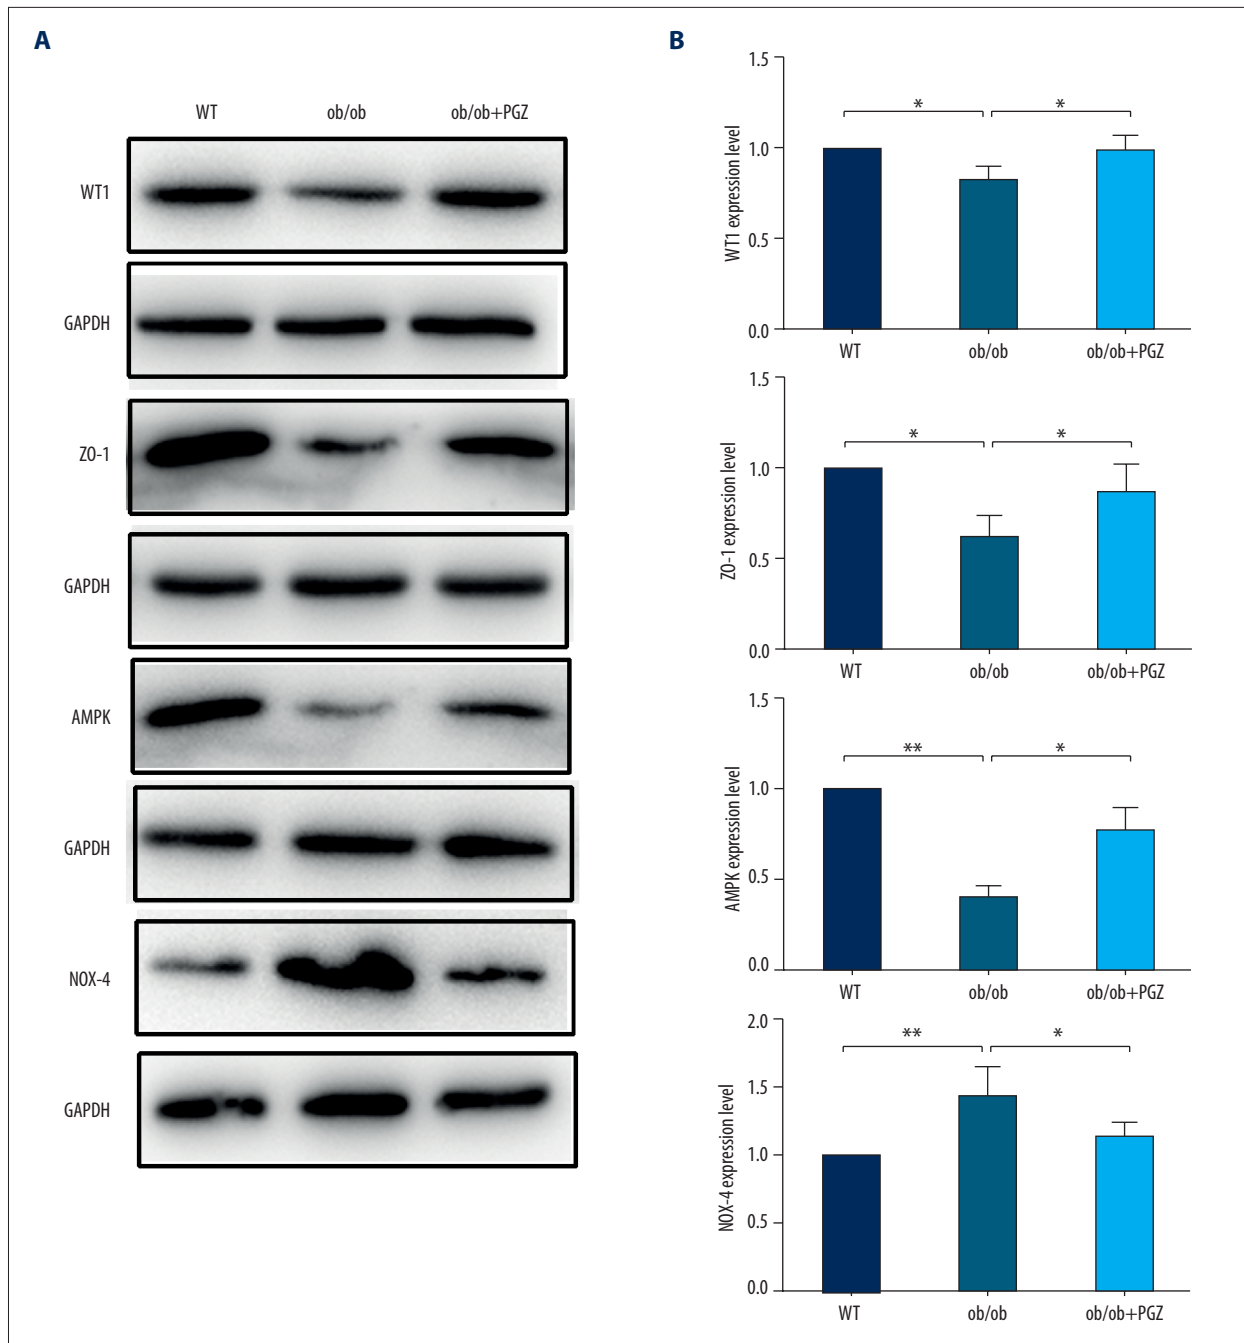 A
WT ob/ob ob/ob+PGZ
WT1
GAPDH
ZO-1
GAPDH
AMPK
GAPDH
NOX-4
GAPDH
B
WT1 expression level
1.5
1.0
0.5
0.0
* *
WT ob/ob ob/ob+PGZ
ZO-1 expression level
1.5
1.0
0.5
0.0
* *
WT ob/ob ob/ob+PGZ
AMPK expression level
1.5
1.0
0.5
0.0
** *
WT ob/ob ob/ob+PGZ
NOX-4 expression level
2.0
1.5
1.0
0.5
0.0
** *
WT ob/ob ob/ob+PGZ